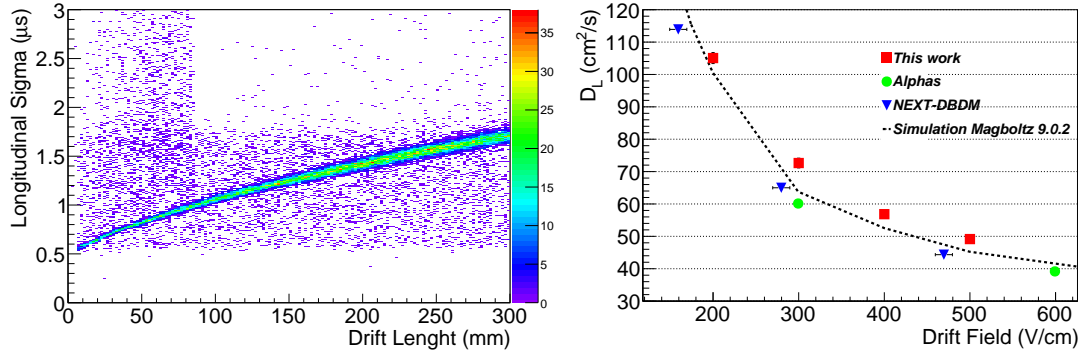 Longitudinal Sigma (μs)
3
2.5
2
1.5
1
0.5
0
0 50 100 150 200 250 300
Drift Lenght (mm)
35
30
25
20
15
10
5
0
D_L (cm²/s)
120
110
100
90
80
70
60
50
40
30
This work
Alphas
NEXT-DBDM
Simulation Magboltz 9.0.2
200 300 400 500 600
Drift Field (V/cm)